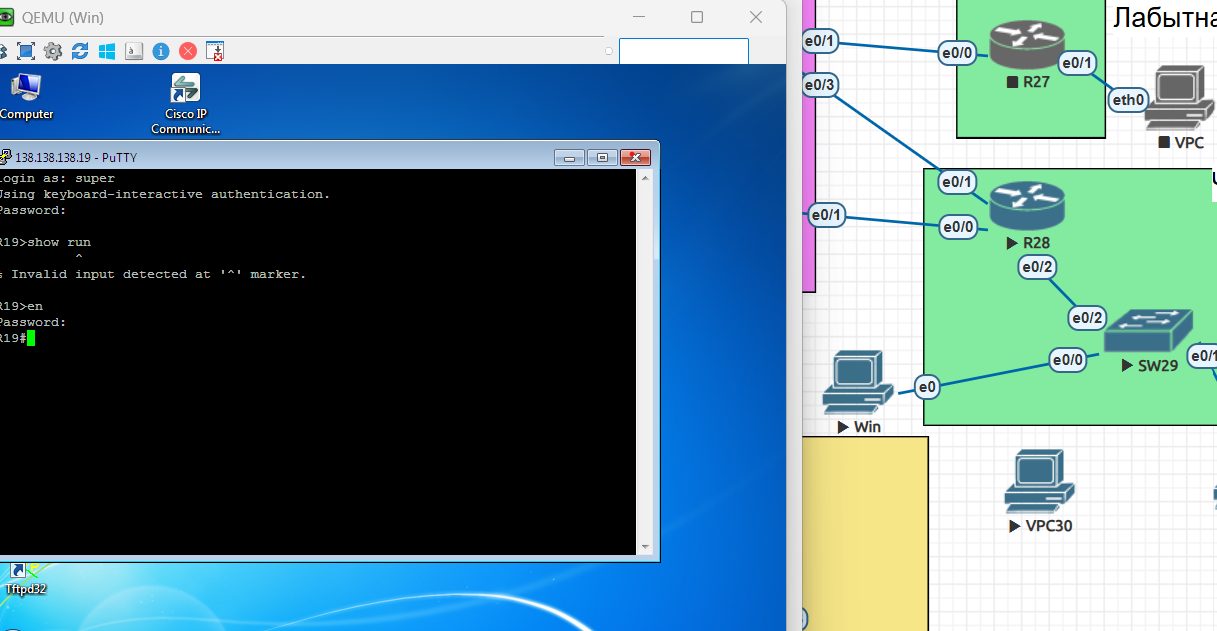 QEMU (Win)
Computer
Cisco IP
Communic...
138.138.138.19 - PuTTY
login as: super
Using keyboard-interactive authentication.
Password:
R19>show run
^
% Invalid input detected at '^' marker.
R19>en
Password:
R19#
Tftpd32
Лабытна
e0/1
e0/0
R27
e0/1
e0/3
eth0
VPC
e0/1
e0/1
e0/0
R28
e0/2
e0/2
e0/0
SW29
e0/1
e0
Win
VPC30